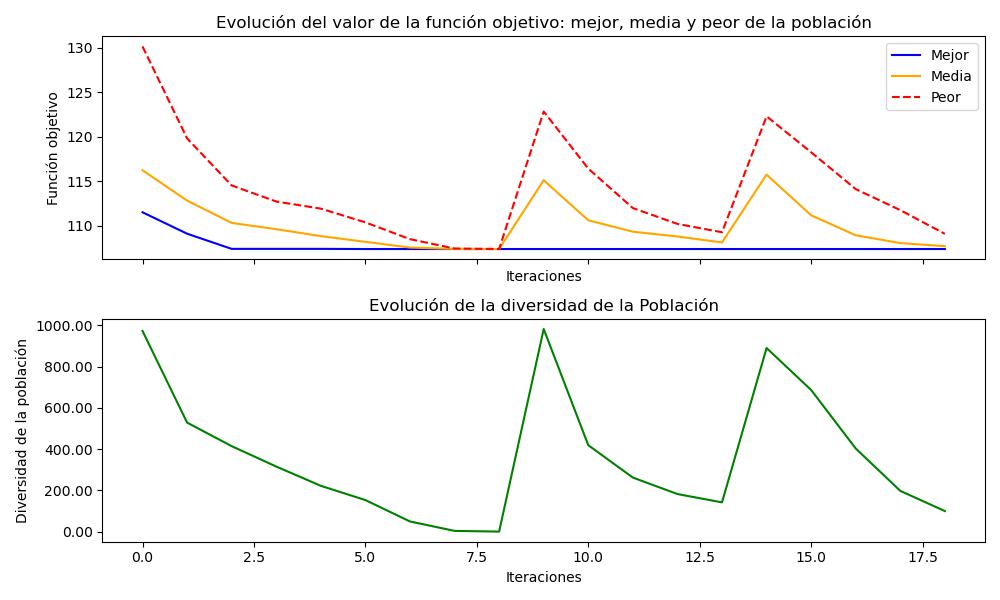 Evolución del valor de la función objetivo: mejor, media y peor de la población
130
125
120
115
110
Función objetivo
Mejor
Media
Peor
Iteraciones
Evolución de la diversidad de la Población
1000.00
800.00
600.00
400.00
200.00
0.00
Diversidad de la población
0.0 2.5 5.0 7.5 10.0 12.5 15.0 17.5
Iteraciones